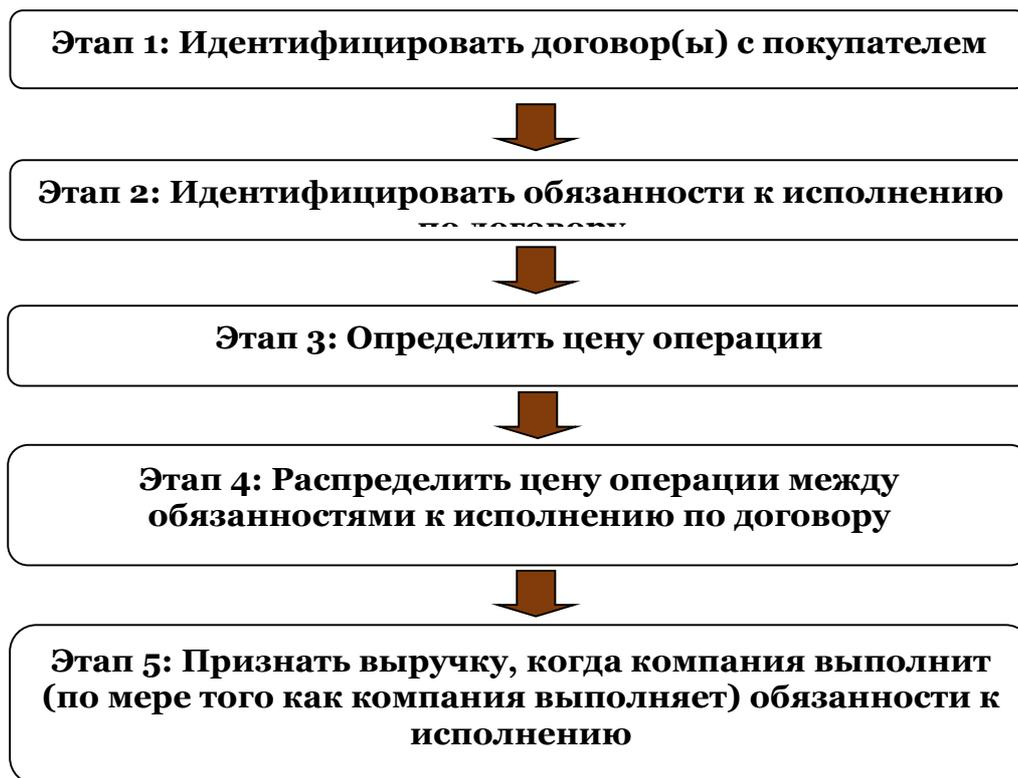 Этап 1: Идентифицировать договор(ы) с покупателем
Этап 2: Идентифицировать обязанности к исполнению
по договору
Этап 3: Определить цену операции
Этап 4: Распределить цену операции между
обязанностями к исполнению по договору
Этап 5: Признать выручку, когда компания выполнит
(по мере того как компания выполняет) обязанности к
исполнению